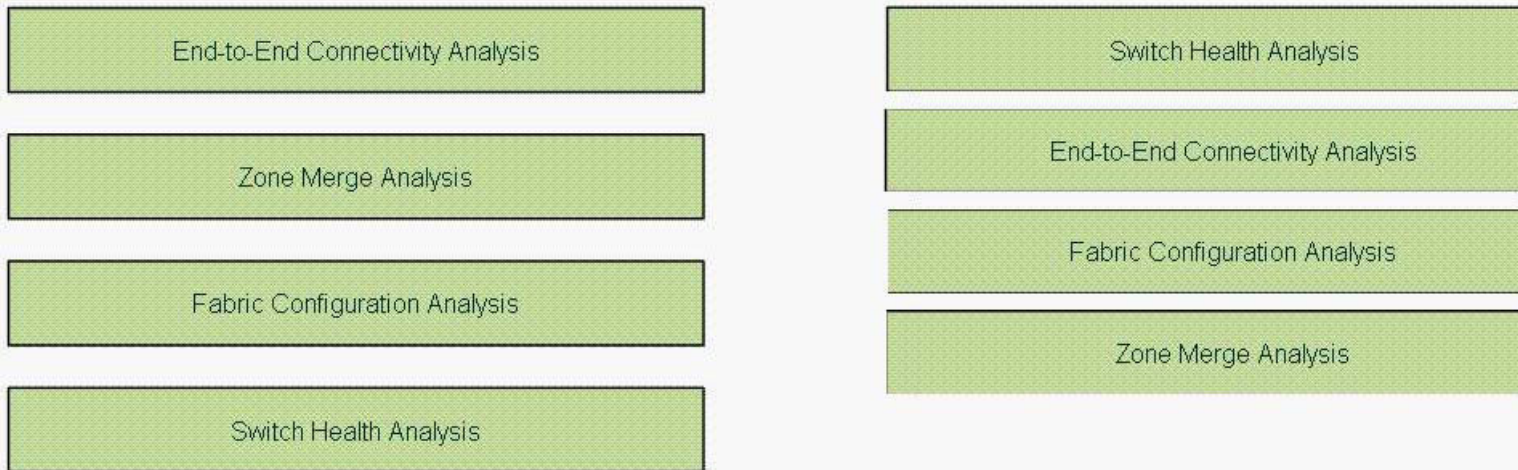 End-to-End Connectivity Analysis
Zone Merge Analysis
Fabric Configuration Analysis
Switch Health Analysis
Switch Health Analysis
End-to-End Connectivity Analysis
Fabric Configuration Analysis
Zone Merge Analysis